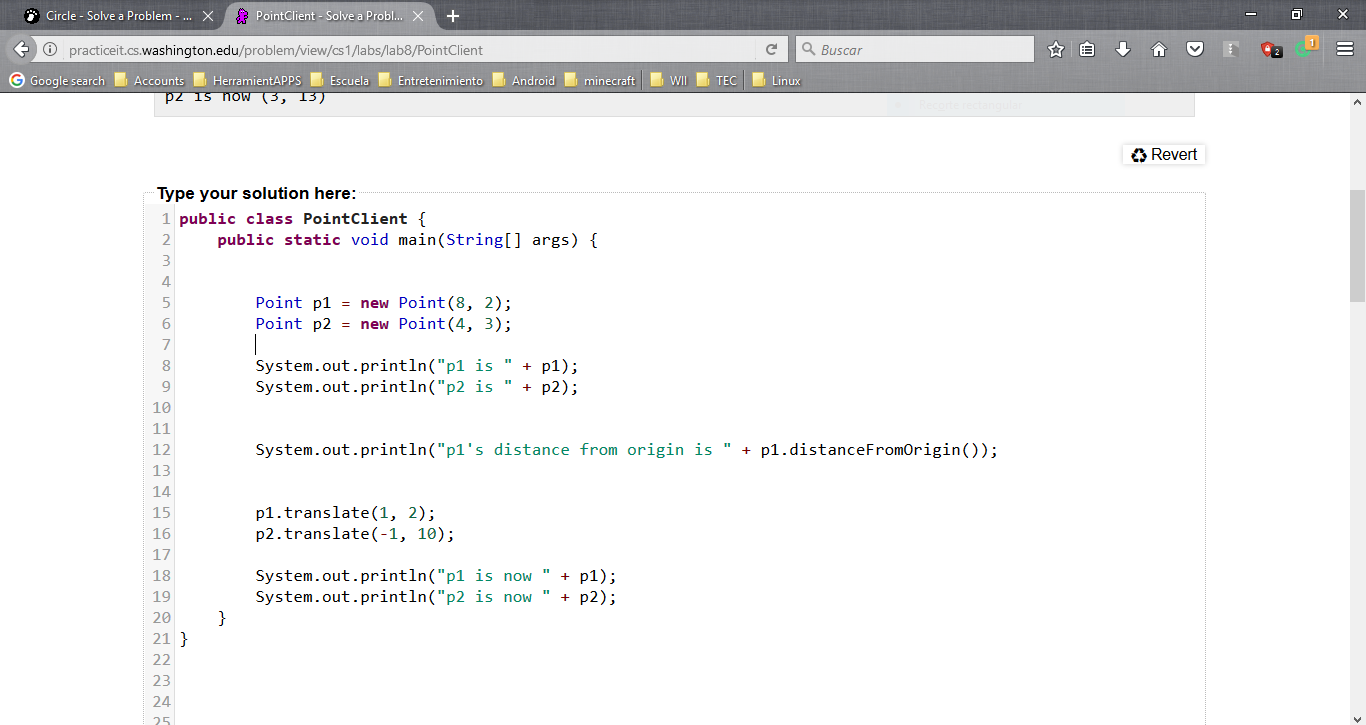 Circle - Solve a Problem - ...
PointClient - Solve a Probl...
practiceit.cs.washington.edu/problem/view/cs1/labs/lab8/PointClient
Buscar
2
1
Google search Accounts HerramientAPPS Escuela Entretenimiento Android minecraft WII TEC Linux
p2 is now (3, 13)
Revert
Type your solution here:
1 public class PointClient {
2 public static void main(String[] args) {
3
4
5 Point p1 = new Point(8, 2);
6 Point p2 = new Point(4, 3);
7
8 System.out.println("p1 is " + p1);
9 System.out.println("p2 is " + p2);
10
11
12 System.out.println("p1's distance from origin is " + p1.distanceFromOrigin());
13
14
15 p1.translate(1, 2);
16 p2.translate(-1, 10);
17
18 System.out.println("p1 is now " + p1);
19 System.out.println("p2 is now " + p2);
20 }
21 }
22
23
24
25